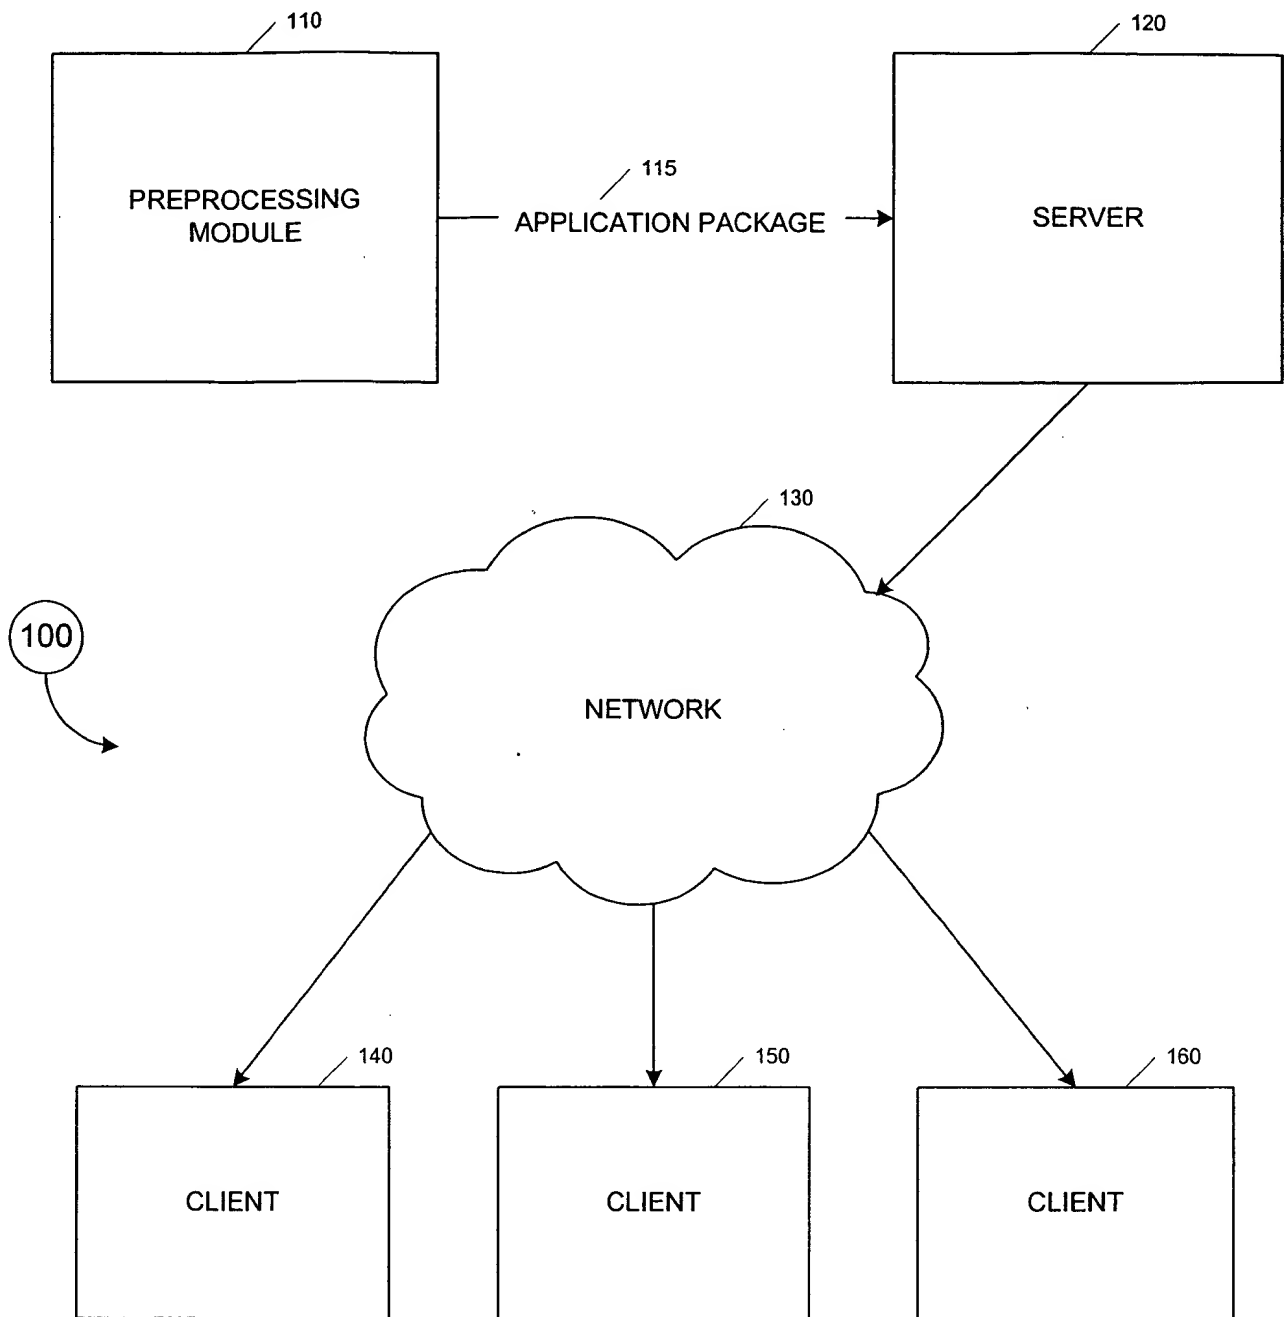 110
120
PREPROCESSING
MODULE
115
APPLICATION PACKAGE
SERVER
130
100
NETWORK
140
150
160
CLIENT
CLIENT
CLIENT